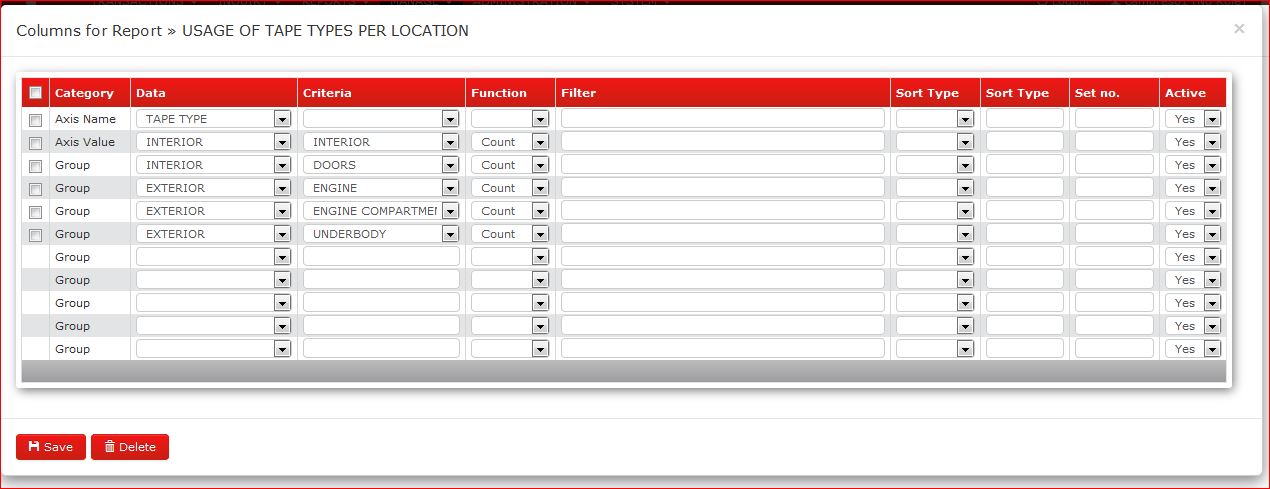 Columns for Report » USAGE OF TAPE TYPES PER LOCATION ×
Category Data Criteria Function Filter Sort Type Sort Type Set no. Active
Axis Name TAPE TYPE Yes
Axis Value INTERIOR INTERIOR Count Yes
Group INTERIOR DOORS Count Yes
Group EXTERIOR ENGINE Count Yes
Group EXTERIOR ENGINE COMPARTMEN Count Yes
Group EXTERIOR UNDERBODY Count Yes
Group Yes
Group Yes
Group Yes
Group Yes
Group Yes
Save Delete